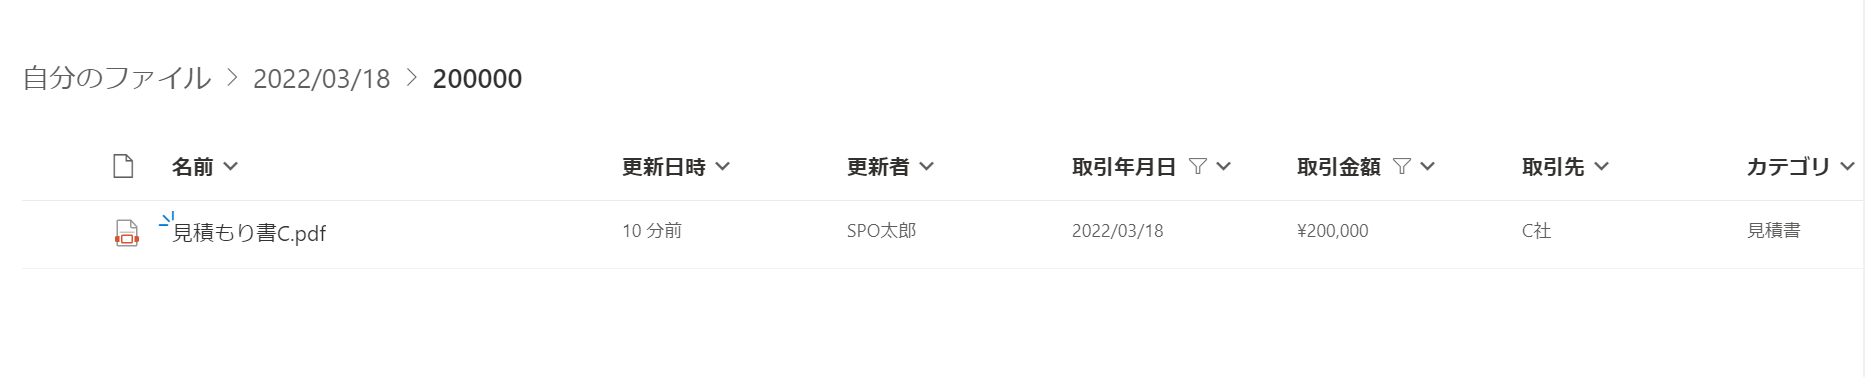 自分のファイル > 2022/03/18 > 200000
名前 更新日時 更新者 取引年月日 取引金額 取引先 カテゴリ
見積もり書C.pdf 10 分前 SPO太郎 2022/03/18 ¥200,000 C社 見積書